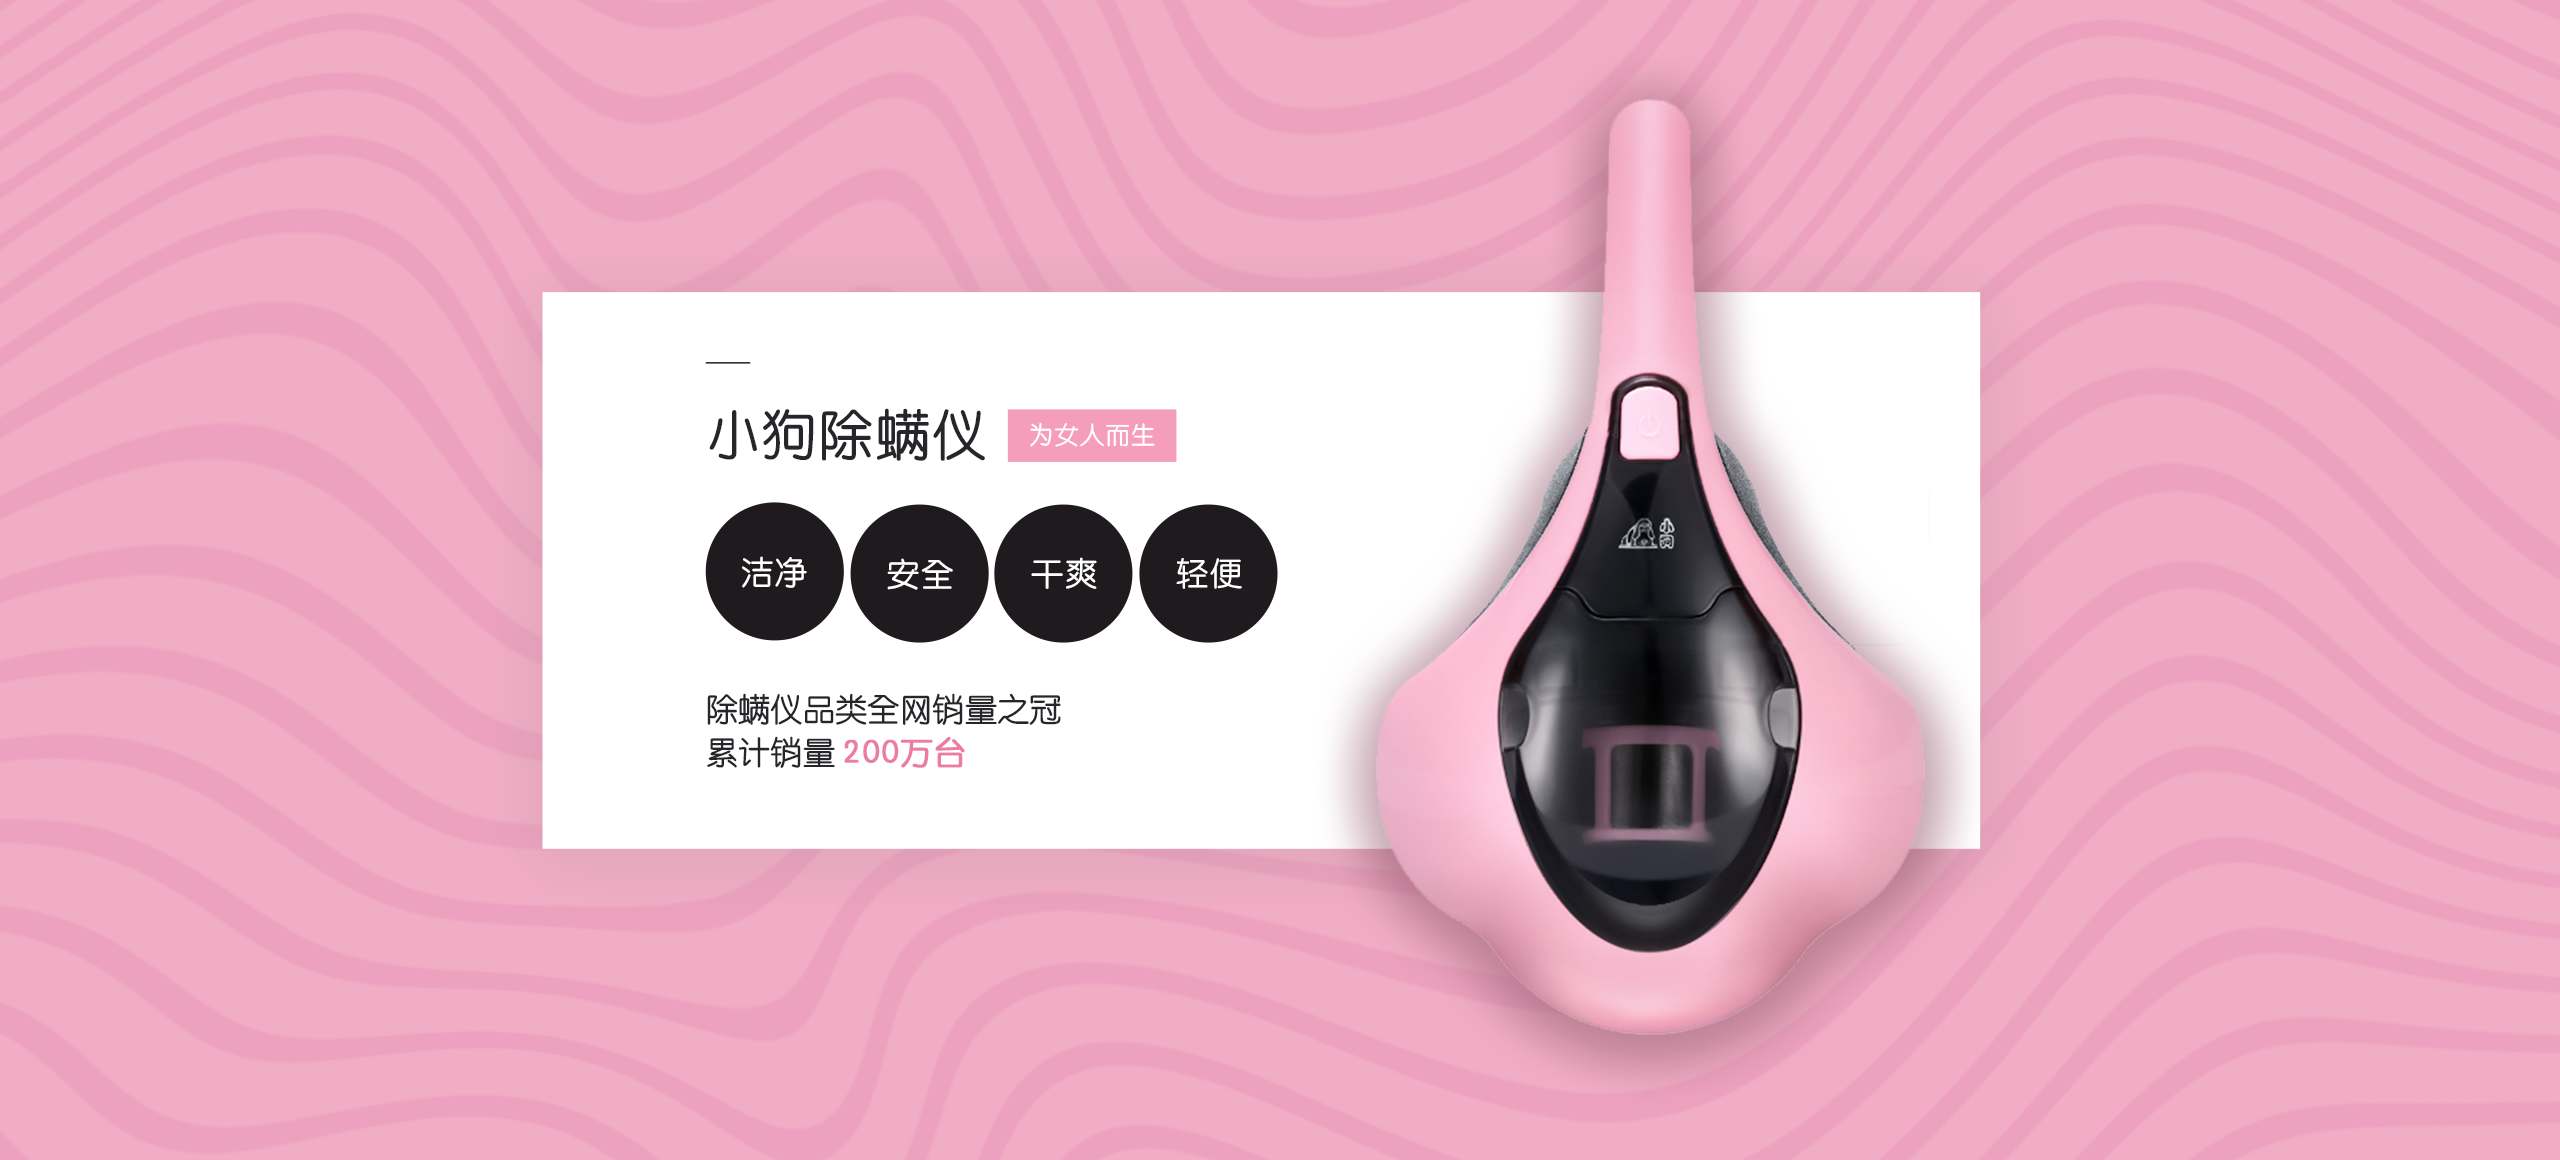 小狗除螨仪 为女人而生
洁净 安全 干爽 轻便
除螨仪品类全网销量之冠
累计销量 200万台
小狗